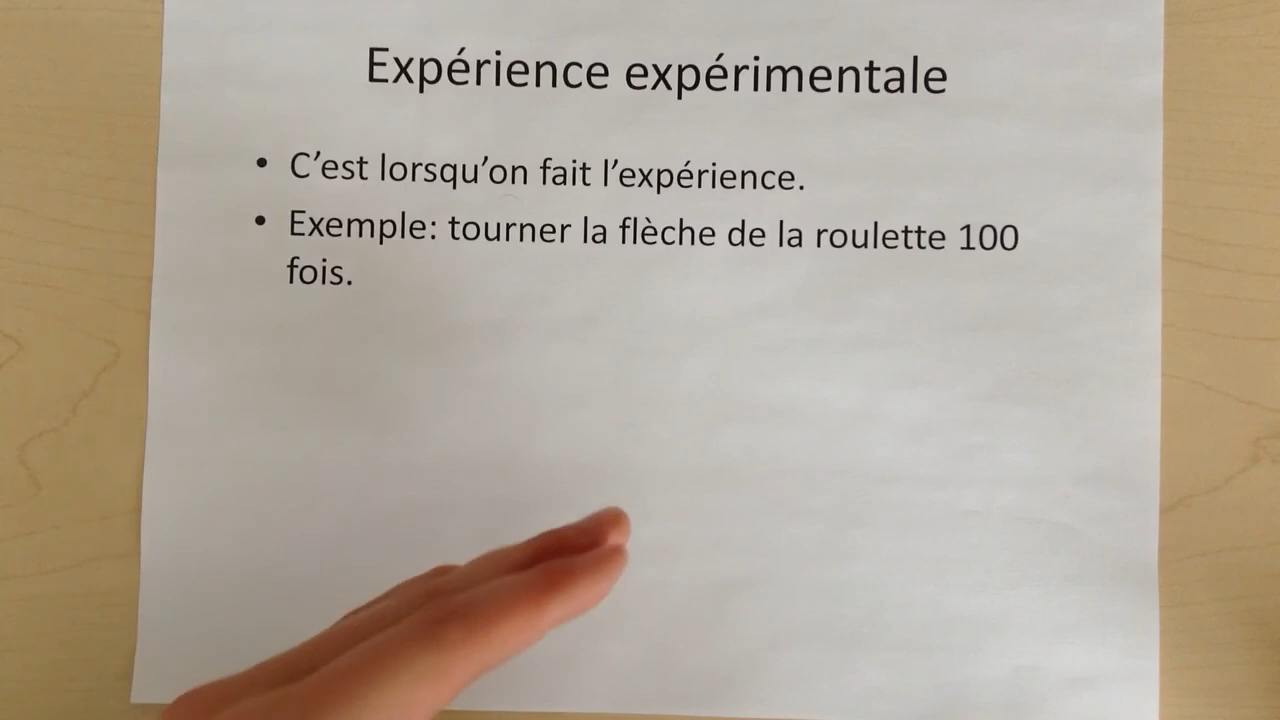 Expérience expérimentale
• C’est lorsqu’on fait l’expérience.
• Exemple: tourner la flèche de la roulette 100
fois.